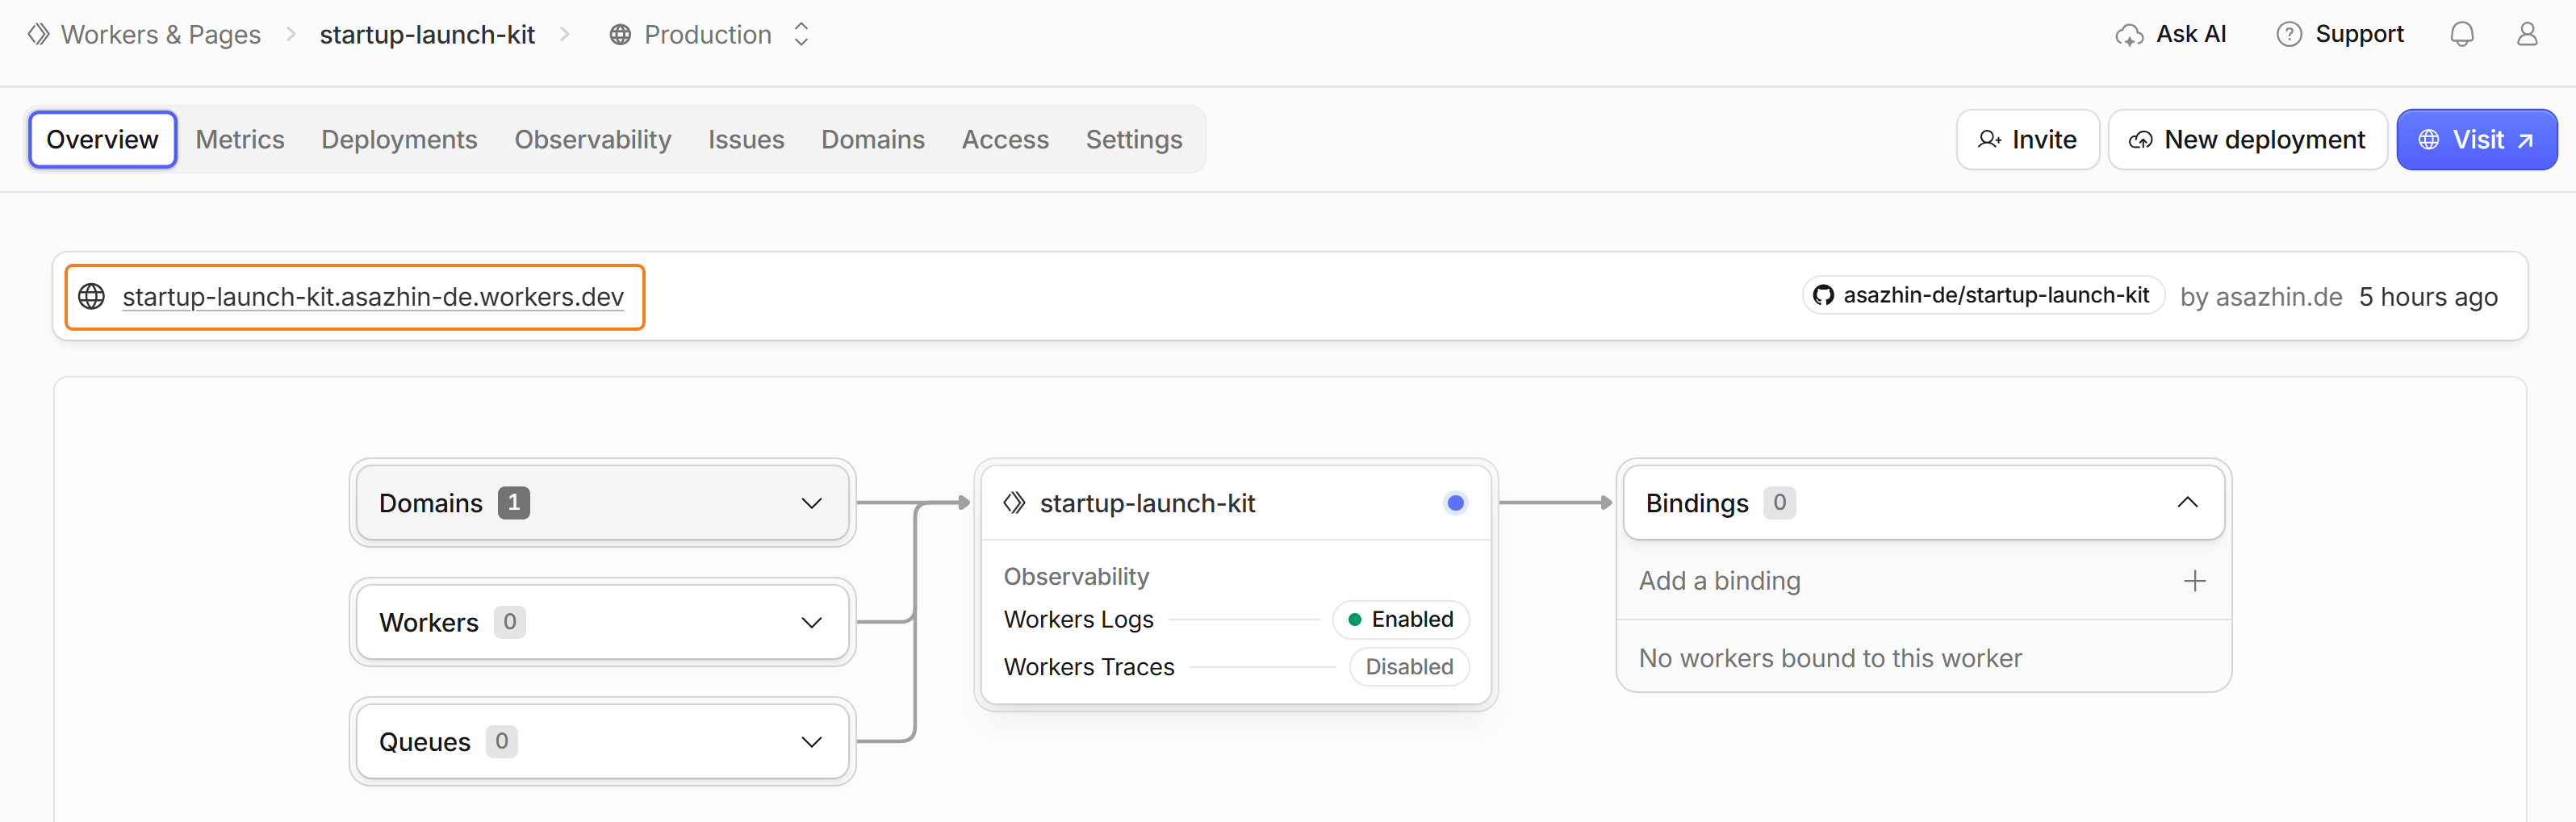 Workers & Pages startup-launch-kit Production Ask AI Support
Overview Metrics Deployments Observability Issues Domains Access Settings Invite New deployment Visit
startup-launch-kit.asazhin-de.workers.dev asazhin-de/startup-launch-kit by asazhin.de 5 hours ago
Domains 1
Workers 0
Queues 0
startup-launch-kit
Observability
Workers Logs Enabled
Workers Traces Disabled
Bindings 0
Add a binding
No workers bound to this worker